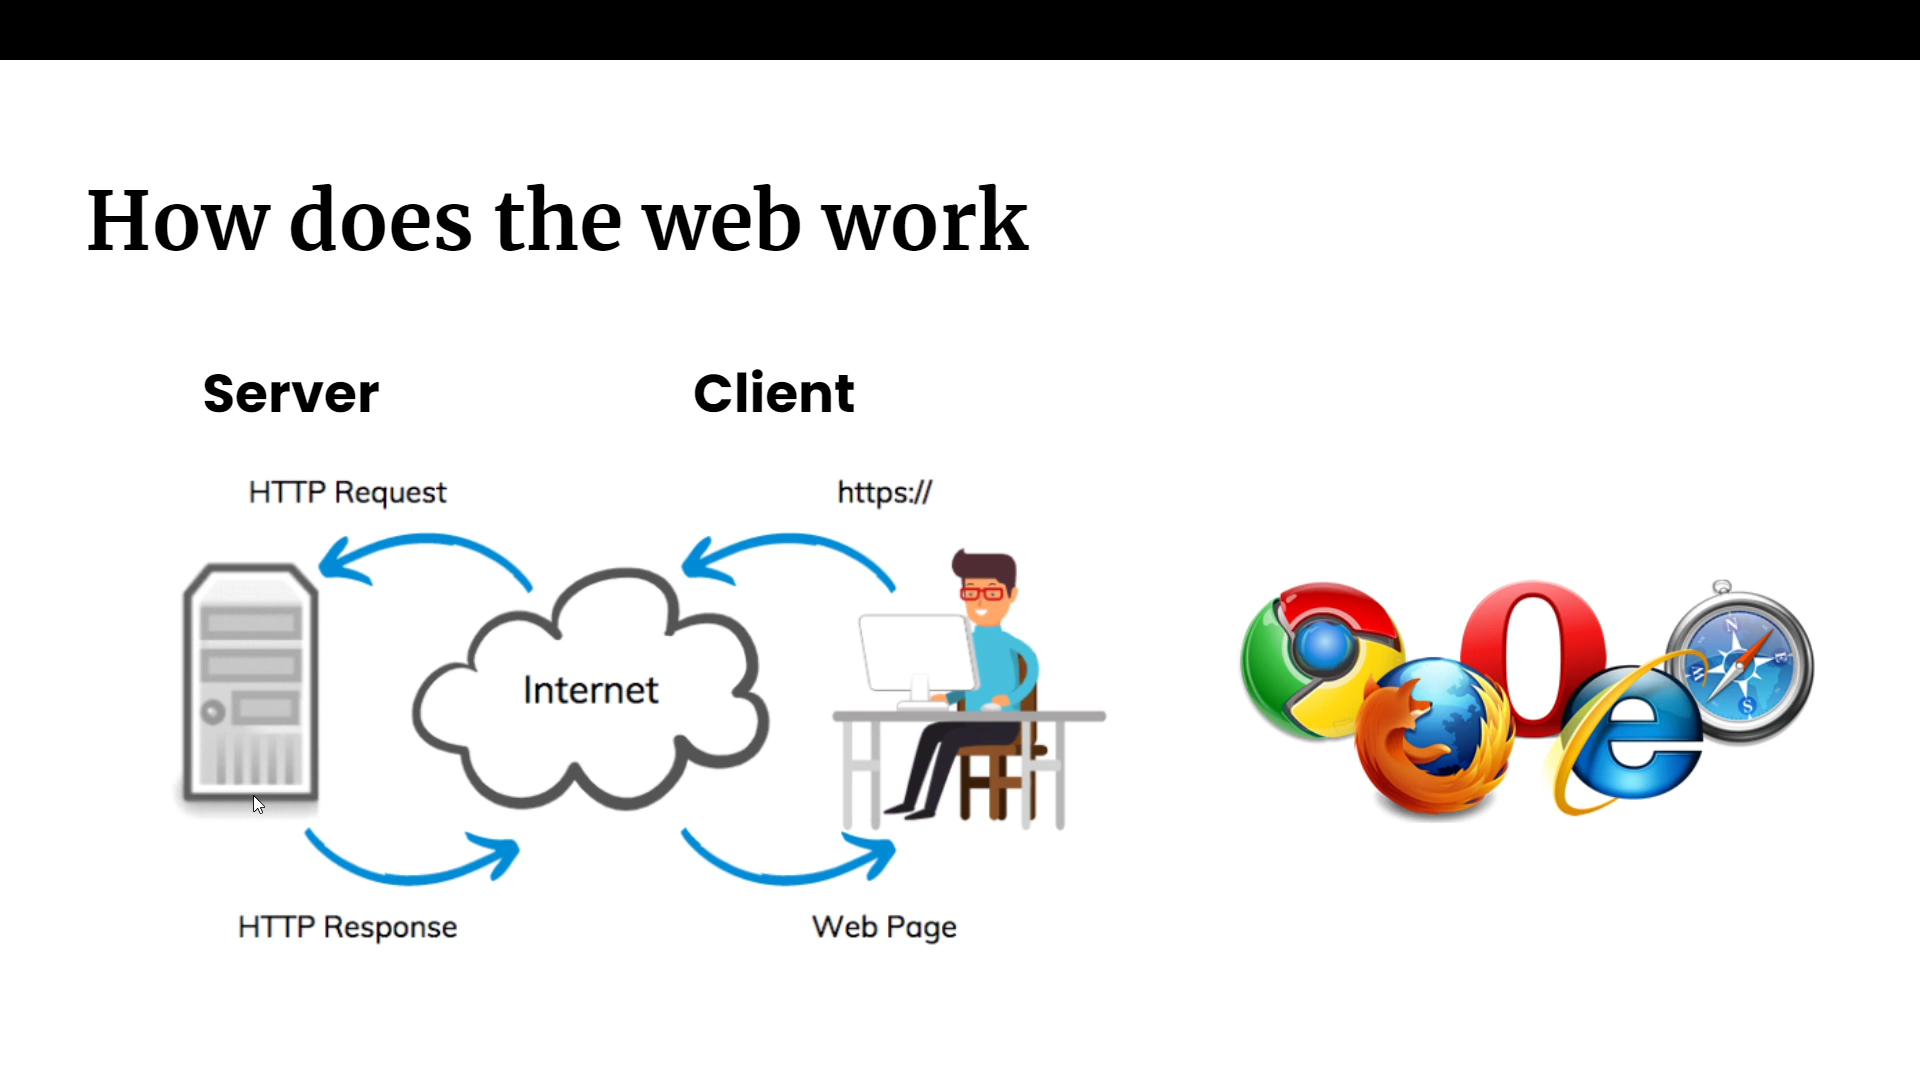 How does the web work
Server
Client
HTTP Request
https://
Internet
N
W
E
S
HTTP Response
Web Page